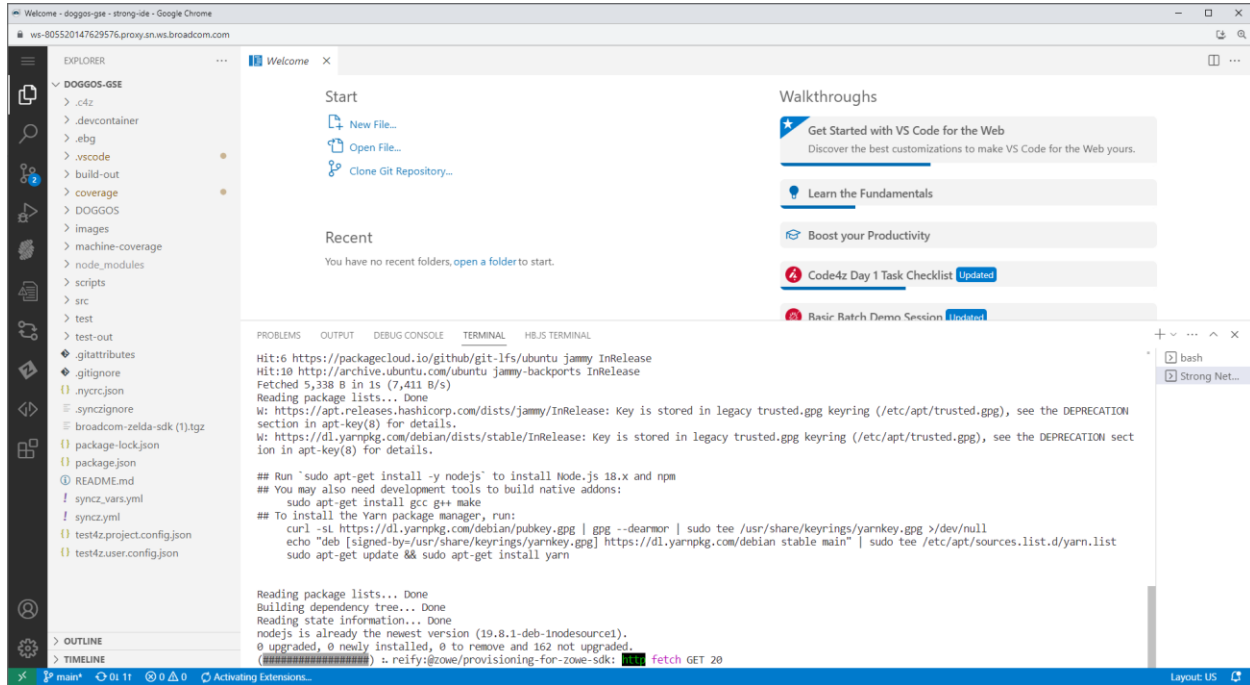 Welcome - doggos-gse - strong-ide - Google Chrome
ws-805520147629576.proxy.sn.ws.broadcom.com
EXPLORER
DOGGOS-GSE
.c4z
.devcontainer
.ebg
.vscode
build-out
coverage
DOGGOS
images
machine-coverage
node_modules
scripts
src
test
test-out
.gitattributes
.gitignore
.nycrc.json
.synczignore
broadcom-zelda-sdk (1).tgz
package-lock.json
package.json
README.md
syncz_vars.yml
syncz.yml
test4z.project.config.json
test4z.user.config.json
OUTLINE
TIMELINE
2
Welcome
Start
New File...
Open File...
Clone Git Repository...
Recent
You have no recent folders, open a folder to start.
Walkthroughs
Get Started with VS Code for the Web
Discover the best customizations to make VS Code for the Web yours.
Learn the Fundamentals
Boost your Productivity
Code4z Day 1 Task Checklist Updated
Basic Batch Demo Session Updated
PROBLEMS OUTPUT DEBUG CONSOLE TERMINAL HB.JS TERMINAL
Hit:6 https://packagecloud.io/github/git-lfs/ubuntu jammy InRelease
Hit:10 http://archive.ubuntu.com/ubuntu jammy-backports InRelease
Fetched 5,338 B in 1s (7,411 B/s)
Reading package lists... Done
W: https://apt.releases.hashicorp.com/dists/jammy/InRelease: Key is stored in legacy trusted.gpg keyring (/etc/apt/trusted.gpg), see the DEPRECATION
section in apt-key(8) for details.
W: https://dl.yarnpkg.com/debian/dists/stable/InRelease: Key is stored in legacy trusted.gpg keyring (/etc/apt/trusted.gpg), see the DEPRECATION sect
ion in apt-key(8) for details.
## Run `sudo apt-get install -y nodejs` to install Node.js 18.x and npm
## You may also need development tools to build native addons:
sudo apt-get install gcc g++ make
## To install the Yarn package manager, run:
curl -sL https://dl.yarnpkg.com/debian/pubkey.gpg | gpg --dearmor | sudo tee /usr/share/keyrings/yarnkey.gpg >/dev/null
echo "deb [signed-by=/usr/share/keyrings/yarnkey.gpg] https://dl.yarnpkg.com/debian stable main" | sudo tee /etc/apt/sources.list.d/yarn.list
sudo apt-get update && sudo apt-get install yarn
Reading package lists... Done
Building dependency tree... Done
Reading state information... Done
nodejs is already the newest version (19.8.1-deb-1nodesource1).
0 upgraded, 0 newly installed, 0 to remove and 162 not upgraded.
(##################) ⠦ reify:@zowe/provisioning-for-zowe-sdk: http fetch GET 20
bash
Strong Net...
main* 0↓ 1↑ 0 0 Activating Extensions...
Layout: US